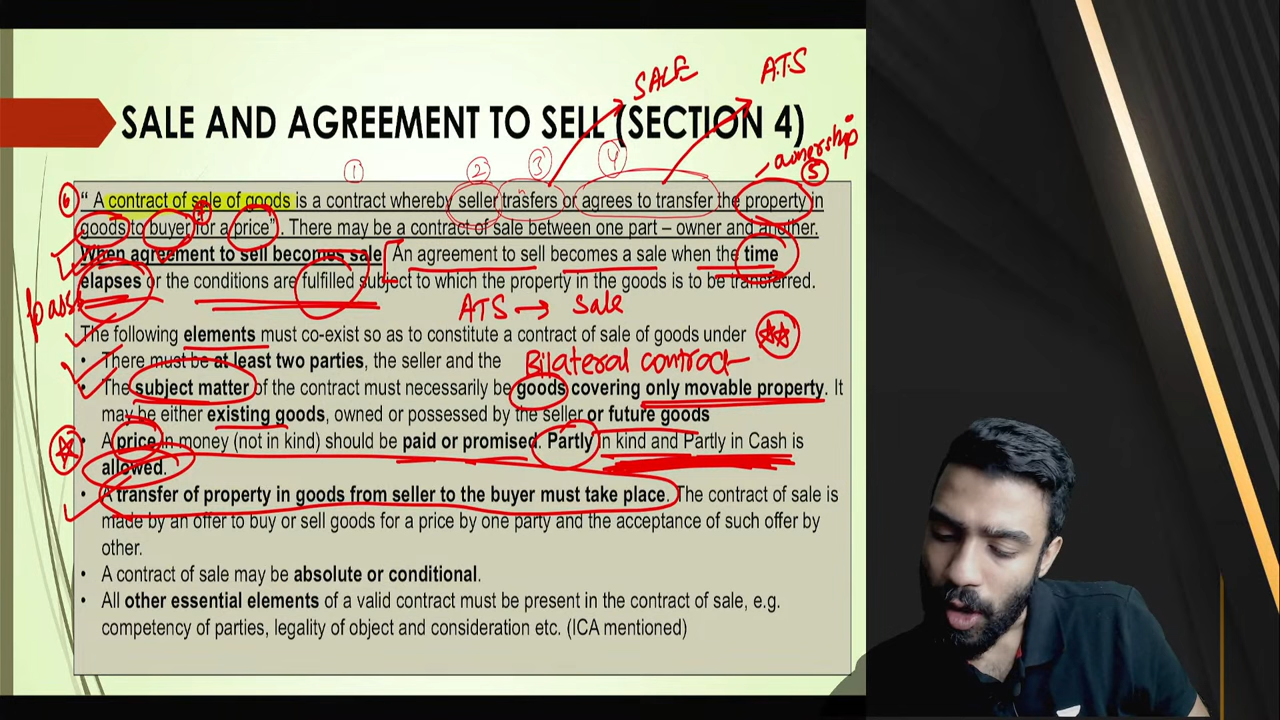 SALE A.T.S
SALE AND AGREEMENT TO SELL (SECTION 4)
ownership
1 2 3 4 5
6 “ A contract of sale of goods is a contract whereby seller transfers or agrees to transfer the property in
goods to buyer for a price”. There may be a contract of sale between one part – owner and another.
When agreement to sell becomes sale An agreement to sell becomes a sale when the time
elapses or the conditions are fulfilled subject to which the property in the goods is to be transferred.
pass
ATS → Sale
The following elements must co-exist so as to constitute a contract of sale of goods under
• There must be at least two parties, the seller and the Bilateral contract
• The subject matter of the contract must necessarily be goods covering only movable property. It
may be either existing goods, owned or possessed by the seller or future goods
• A price in money (not in kind) should be paid or promised. Partly in kind and Partly in Cash is
allowed.
• A transfer of property in goods from seller to the buyer must take place. The contract of sale is
made by an offer to buy or sell goods for a price by one party and the acceptance of such offer by
other.
• A contract of sale may be absolute or conditional.
• All other essential elements of a valid contract must be present in the contract of sale, e.g.
competency of parties, legality of object and consideration etc. (ICA mentioned)